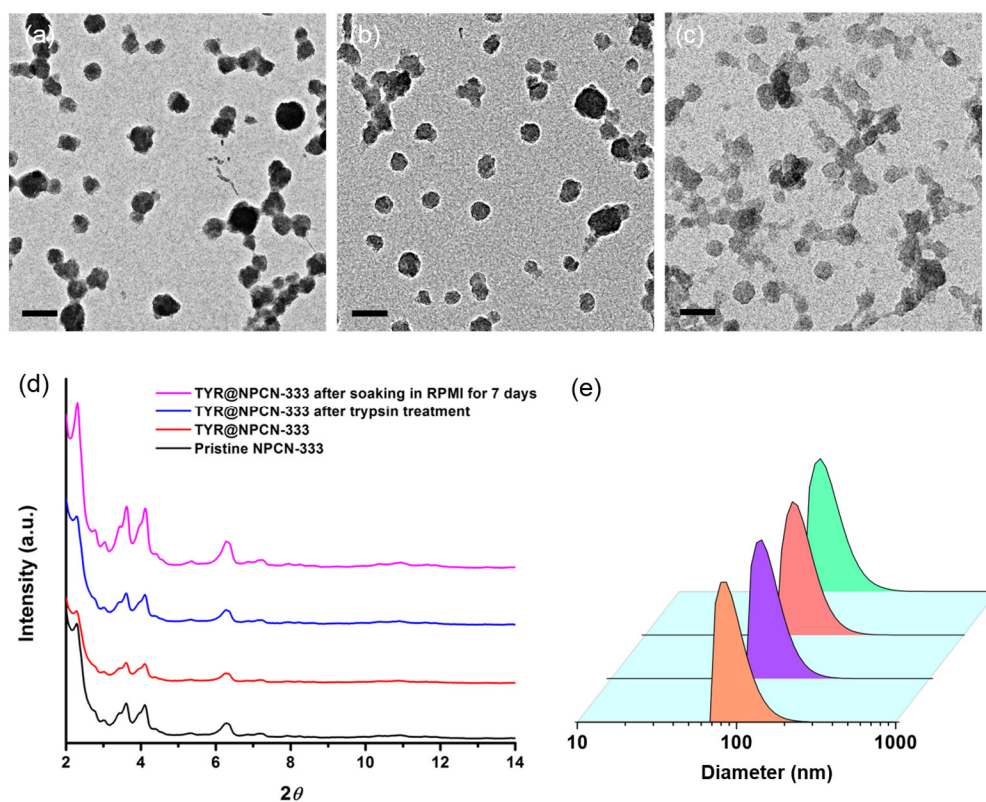 (a)
(b)
(c)
(d)
TYR@NPCN-333 after soaking in RPMI for 7 days
TYR@NPCN-333 after trypsin treatment
TYR@NPCN-333
Pristine NPCN-333
Intensity (a.u.)
2 4 6 8 10 12 14
2θ
(e)
10 100 1000
Diameter (nm)